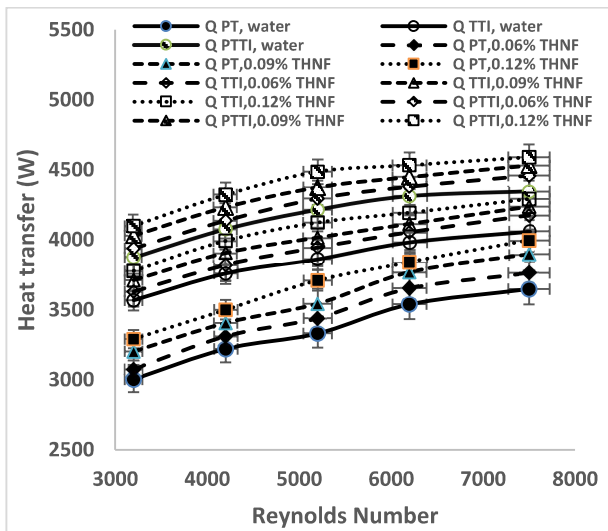 5500
5000
4500
4000
3500
3000
2500
Heat transfer (W)
Q PT, water
Q TTI, water
Q PTTI, water
Q PT,0.06% THNF
Q PT,0.09% THNF
Q PT,0.12% THNF
Q TTI,0.06% THNF
Q TTI,0.09% THNF
Q TTI,0.12% THNF
Q PTTI,0.06% THNF
Q PTTI,0.09% THNF
Q PTTI,0.12% THNF
3000 4000 5000 6000 7000 8000
Reynolds Number